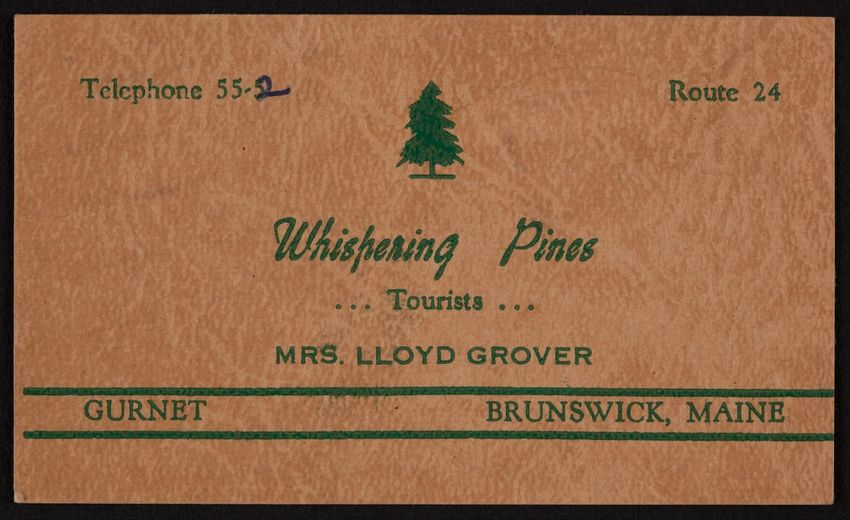 Telephone 55-2
Route 24
Whispering Pines
... Tourists ...
MRS. LLOYD GROVER
GURNET BRUNSWICK, MAINE